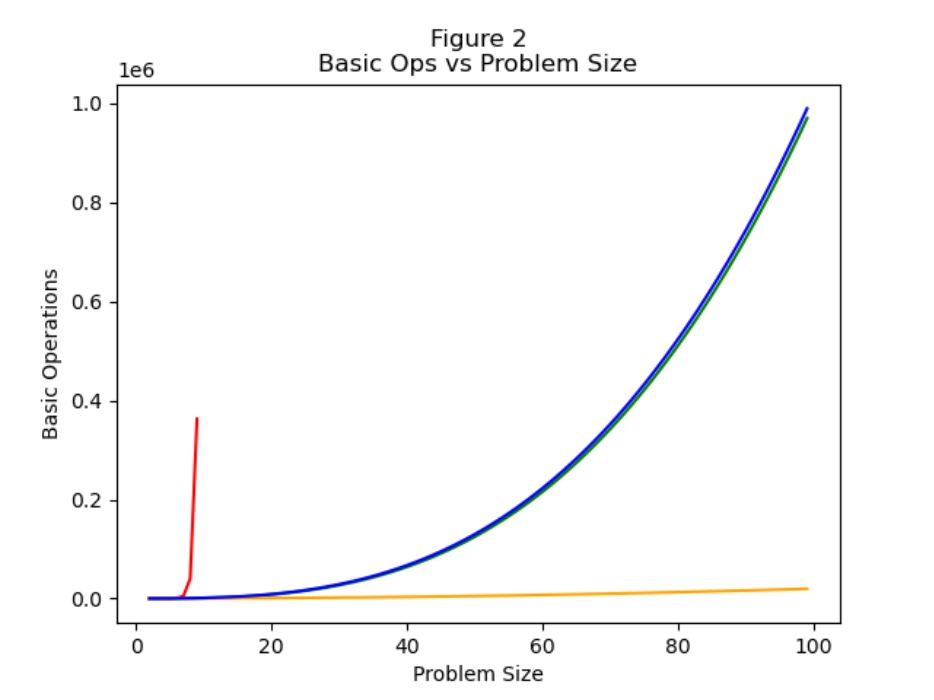 Figure 2
Basic Ops vs Problem Size
1e6
1.0
0.8
0.6
0.4
0.2
0.0
Basic Operations
0 20 40 60 80 100
Problem Size